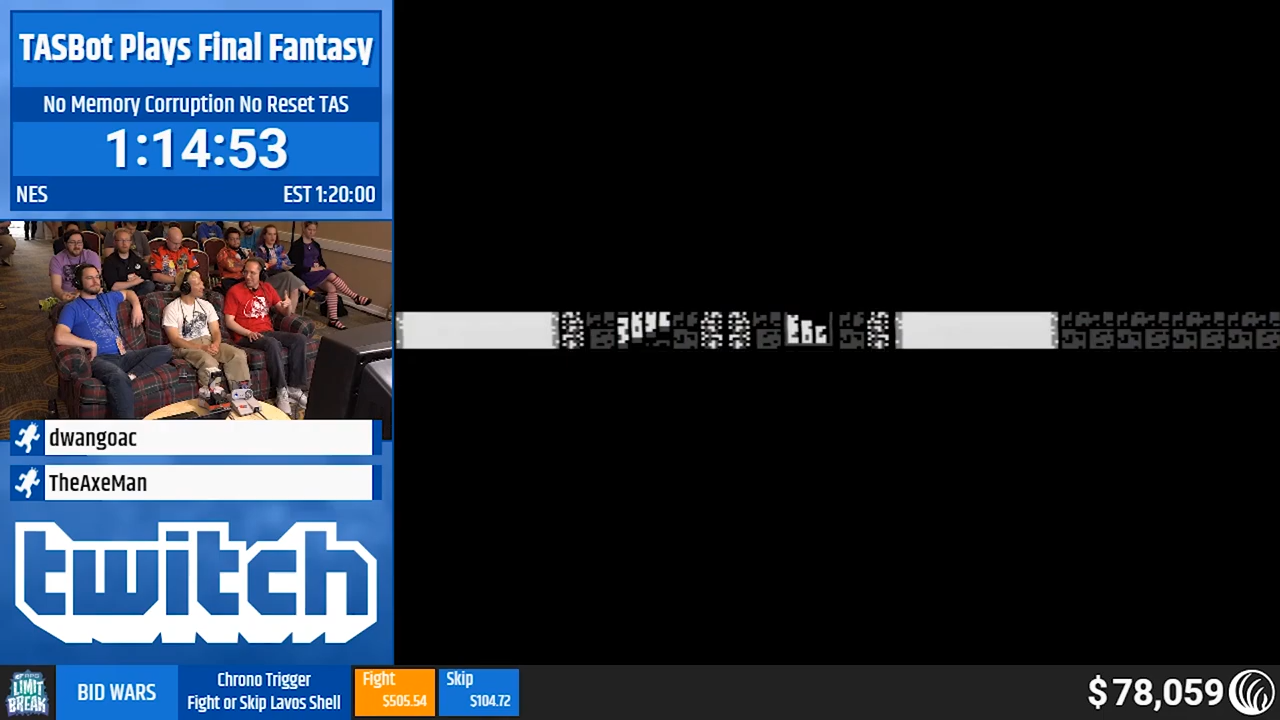 TASBot Plays Final Fantasy
No Memory Corruption No Reset TAS
1:14:53
NES
EST 1:20:00
dwangoac
TheAxeMan
twitch
LIMIT
BREAK
BID WARS
Chrono Trigger
Fight or Skip Lavos Shell
Fight
$505.54
Skip
$104.72
$78,059